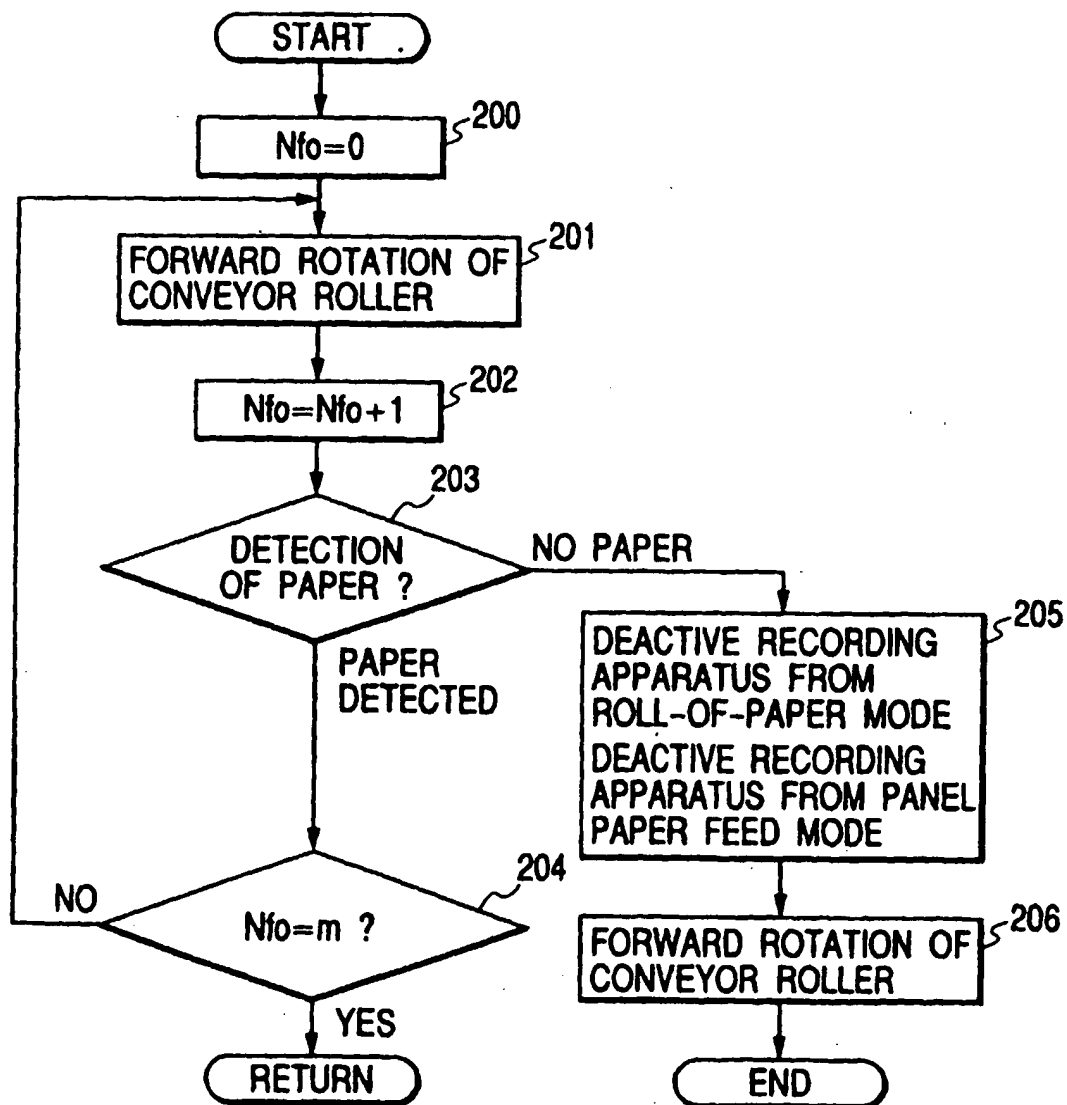 START
200
Nfo=0
201
FORWARD ROTATION OF
CONVEYOR ROLLER
202
Nfo=Nfo+1
203
DETECTION
OF PAPER ?
NO PAPER
PAPER
DETECTED
205
DEACTIVE RECORDING
APPARATUS FROM
ROLL-OF-PAPER MODE
DEACTIVE RECORDING
APPARATUS FROM PANEL
PAPER FEED MODE
204
NO
Nfo=m ?
206
FORWARD ROTATION OF
CONVEYOR ROLLER
YES
RETURN
END